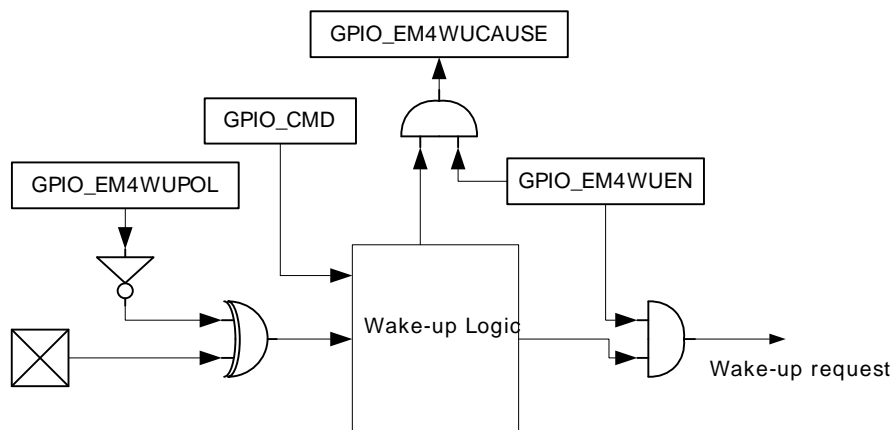 GPIO_EM4WUCAUSE
GPIO_CMD
GPIO_EM4WUPOL
GPIO_EM4WUEN
Wake-up Logic
Wake-up request